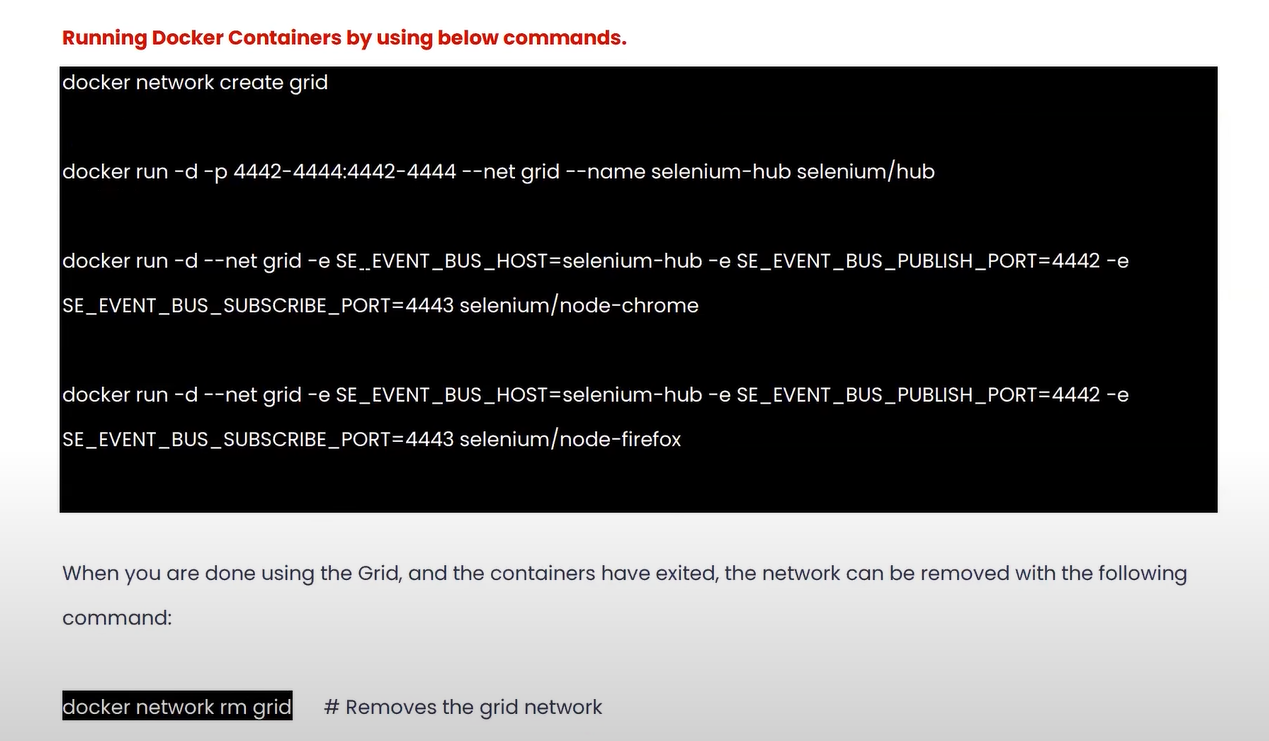 Running Docker Containers by using below commands.
docker network create grid
docker run -d -p 4442-4444:4442-4444 --net grid --name selenium-hub selenium/hub
docker run -d --net grid -e SE_EVENT_BUS_HOST=selenium-hub -e SE_EVENT_BUS_PUBLISH_PORT=4442 -e
SE_EVENT_BUS_SUBSCRIBE_PORT=4443 selenium/node-chrome
docker run -d --net grid -e SE_EVENT_BUS_HOST=selenium-hub -e SE_EVENT_BUS_PUBLISH_PORT=4442 -e
SE_EVENT_BUS_SUBSCRIBE_PORT=4443 selenium/node-firefox
When you are done using the Grid, and the containers have exited, the network can be removed with the following
command:
docker network rm grid # Removes the grid network